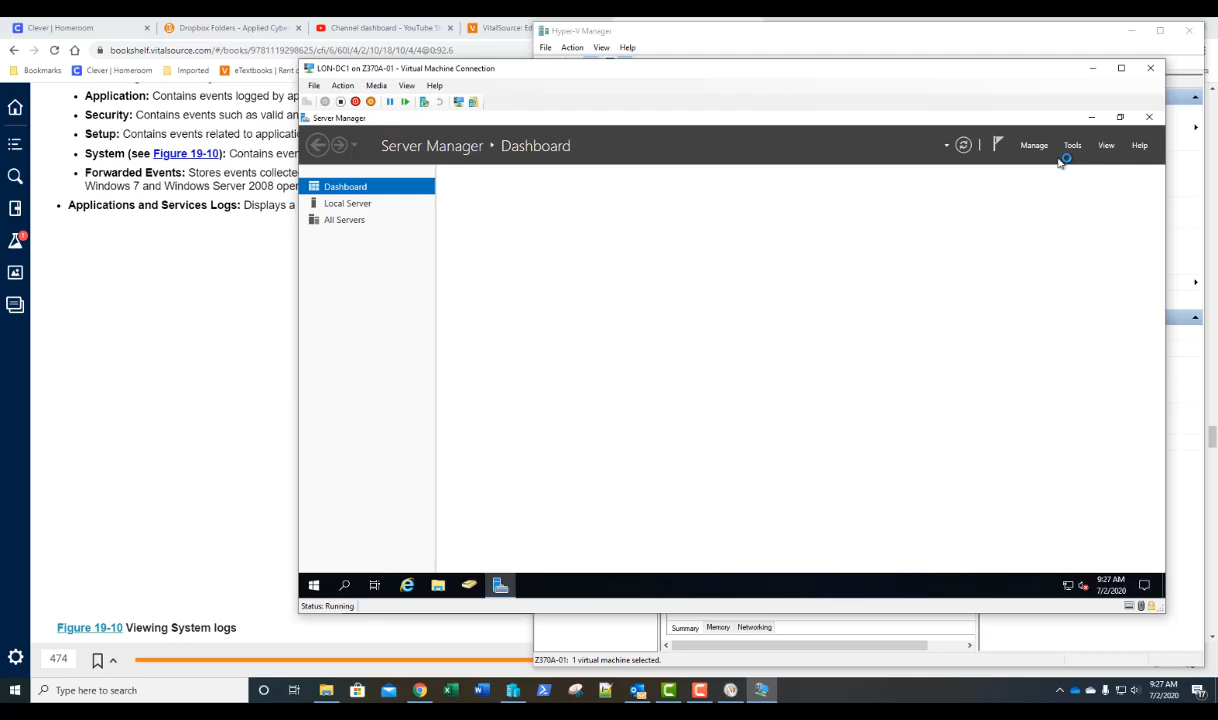 Clever | Homeroom
Dropbox Folders - Applied Cyber
Channel dashboard - YouTube St
VitalSource: Ed
Hyper-V Manager
bookshelf.vitalsource.com/#/books/9781119298625/cfi/6/60!/4/2/10/18/10/4/4@0:92.6
File Action View Help
Bookmarks
Clever | Homeroom
Imported
eTextbooks | Rent o
LON-DC1 on Z370A-01 - Virtual Machine Connection
File Action Media View Help
Application: Contains events logged by ap
Security: Contains events such as valid an
Setup: Contains events related to applicatio
System (see Figure 19-10): Contains even
Forwarded Events: Stores events collected
Windows 7 and Windows Server 2008 oper
Applications and Services Logs: Displays a
Server Manager
Server Manager ‣ Dashboard
Manage Tools View Help
Dashboard
Local Server
All Servers
1
9:27 AM
7/2/2020
Status: Running
Figure 19-10 Viewing System logs
Summary Memory Networking
474
Z370A-01: 1 virtual machine selected.
Type here to search
9:27 AM
7/2/2020
17